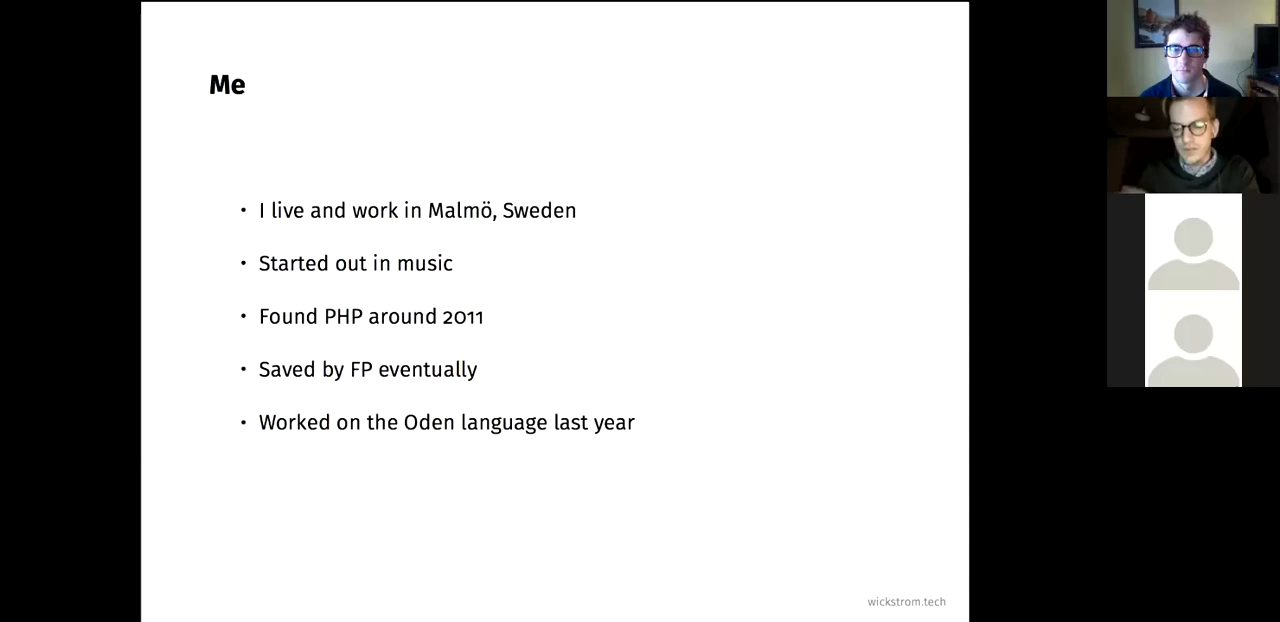 Me
• I live and work in Malmö, Sweden
• Started out in music
• Found PHP around 2011
• Saved by FP eventually
• Worked on the Oden language last year
wickstrom.tech